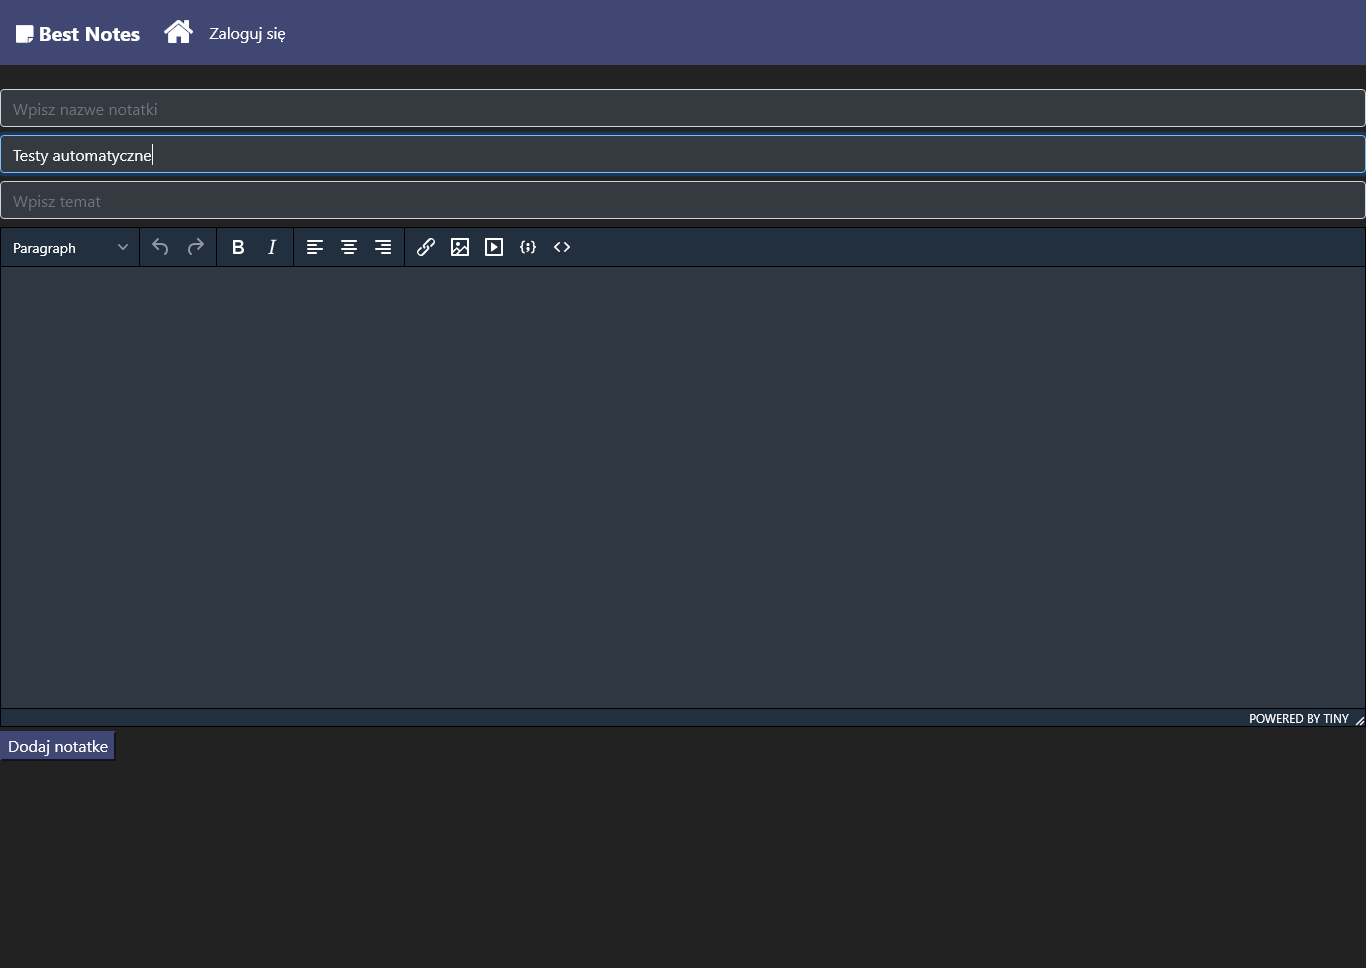 Best Notes
Zaloguj się
Wpisz nazwe notatki
Testy automatyczne
Wpisz temat
Paragraph
B I
POWERED BY TINY
Dodaj notatke